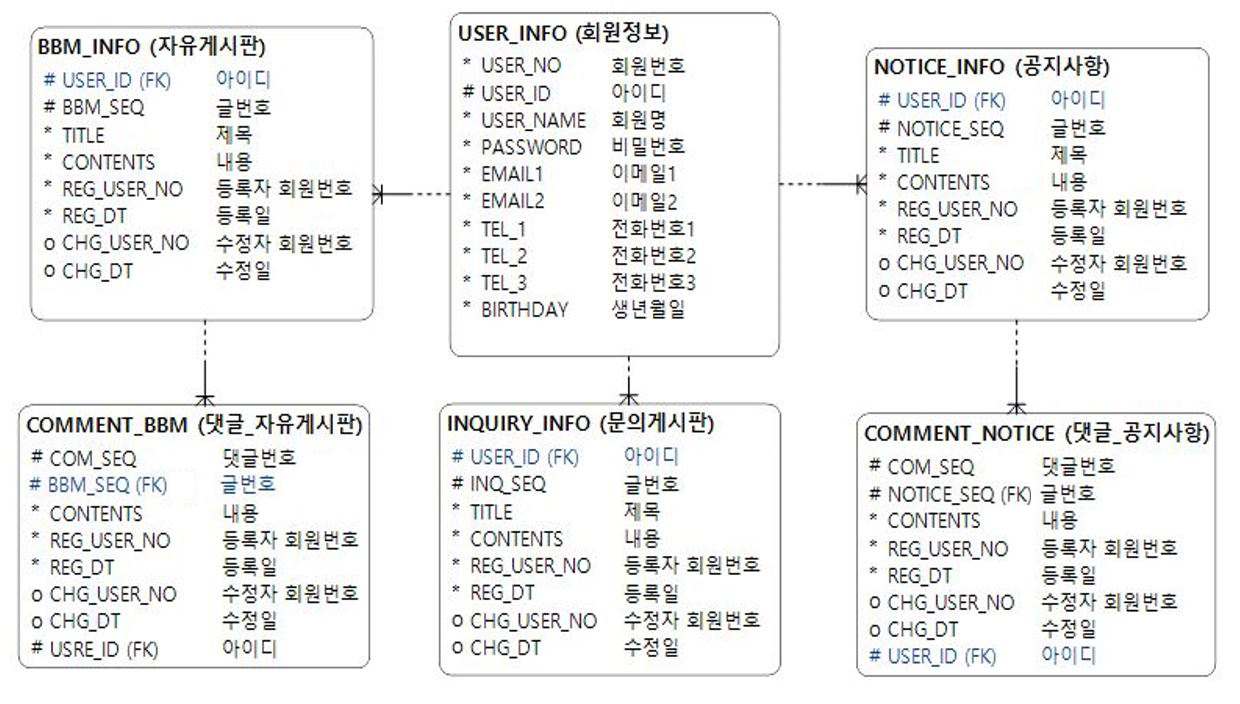 BBM_INFO (자유게시판)
# USER_ID (FK) 아이디
# BBM_SEQ 글번호
* TITLE 제목
* CONTENTS 내용
* REG_USER_NO 등록자 회원번호
* REG_DT 등록일
o CHG_USER_NO 수정자 회원번호
o CHG_DT 수정일
USER_INFO (회원정보)
* USER_NO 회원번호
# USER_ID 아이디
* USER_NAME 회원명
* PASSWORD 비밀번호
* EMAIL1 이메일1
* EMAIL2 이메일2
* TEL_1 전화번호1
* TEL_2 전화번호2
* TEL_3 전화번호3
* BIRTHDAY 생년월일
NOTICE_INFO (공지사항)
# USER_ID (FK) 아이디
# NOTICE_SEQ 글번호
* TITLE 제목
* CONTENTS 내용
* REG_USER_NO 등록자 회원번호
* REG_DT 등록일
o CHG_USER_NO 수정자 회원번호
o CHG_DT 수정일
COMMENT_BBM (댓글_자유게시판)
# COM_SEQ 댓글번호
# BBM_SEQ (FK) 글번호
* CONTENTS 내용
* REG_USER_NO 등록자 회원번호
* REG_DT 등록일
o CHG_USER_NO 수정자 회원번호
o CHG_DT 수정일
# USRE_ID (FK) 아이디
INQUIRY_INFO (문의게시판)
# USER_ID (FK) 아이디
# INQ_SEQ 글번호
* TITLE 제목
* CONTENTS 내용
* REG_USER_NO 등록자 회원번호
* REG_DT 등록일
o CHG_USER_NO 수정자 회원번호
o CHG_DT 수정일
COMMENT_NOTICE (댓글_공지사항)
# COM_SEQ 댓글번호
# NOTICE_SEQ (FK) 글번호
* CONTENTS 내용
* REG_USER_NO 등록자 회원번호
* REG_DT 등록일
o CHG_USER_NO 수정자 회원번호
o CHG_DT 수정일
# USER_ID (FK) 아이디